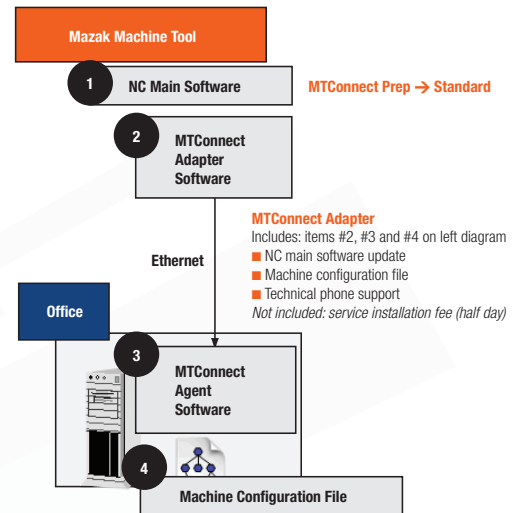 Mazak Machine Tool
1
NC Main Software
MTConnect Prep → Standard
2
MTConnect
Adapter
Software
MTConnect Adapter
Includes: items #2, #3 and #4 on left diagram
■ NC main software update
■ Machine configuration file
■ Technical phone support
Not included: service installation fee (half day)
Ethernet
Office
3
MTConnect
Agent
Software
4
Machine Configuration File